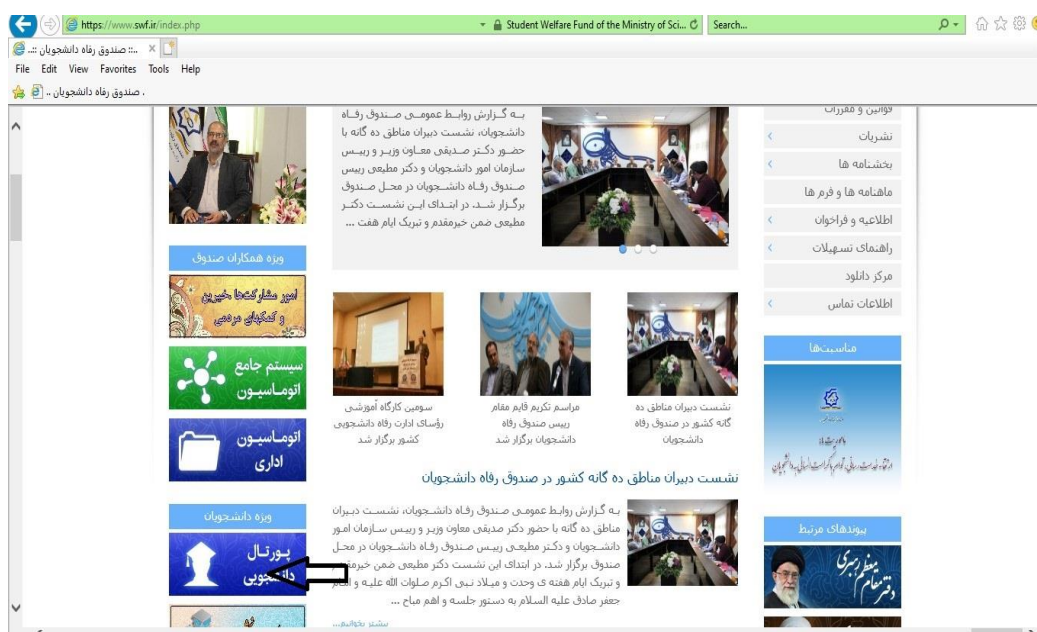 https://www.swf.ir/index.php
Student Welfare Fund of the Ministry of Sci...
Search...
..:: صندوق رفاه دانشجویان ::..
File Edit View Favorites Tools Help
صندوق رفاه دانشجویان ..
قوانین و مقررات
نشریات
بخشنامه ها
ماهنامه ها و فرم ها
اطلاعیه و فراخوان
راهنمای تسهیلات
مرکز دانلود
اطلاعات تماس
مناسبت‌ها
پیوندهای مرتبط
به گزارش روابط عمومی صندوق رفاه
دانشجویان، نشست دبیران مناطق ده گانه با
حضور دکتر صدیقی معاون وزیر و رییس
سازمان امور دانشجویان و دکتر مطیعی رییس
صندوق رفاه دانشجویان در محل صندوق
برگزار شد. در ابتدای این نشست دکتر
مطیعی ضمن خیرمقدم و تبریک ایام هفت ...
نشست دبیران مناطق ده
گانه کشور در صندوق رفاه
دانشجویان
مراسم تکریم قایم مقام
رییس صندوق رفاه
دانشجویان برگزار شد
سومین کارگاه آموزشی
رؤسای ادارت رفاه دانشجویی
کشور برگزار شد
نشست دبیران مناطق ده گانه کشور در صندوق رفاه دانشجویان
به گزارش روابط عمومی صندوق رفاه دانشجویان، نشست دبیران
مناطق ده گانه با حضور دکتر صدیقی معاون وزیر و رییس سازمان امور
دانشجویان و دکتر مطیعی رییس صندوق رفاه دانشجویان در محل
صندوق برگزار شد. در ابتدای این نشست دکتر مطیعی ضمن
و تبریک ایام هفته ی وحدت و میلاد نبی اکرم صلوات الله علیه و
جعفر صادق علیه السلام به دستور جلسه و اهم مباح ...
بیشتر بخوانیم...
ویژه همکاران صندوق
امور مشارکت‌ها ،خیرین
و کمکهای مردمی
سیستم جامع
اتوماسیون
اتوماسیون
اداری
ویژه دانشجویان
پورتال
دانشجویی